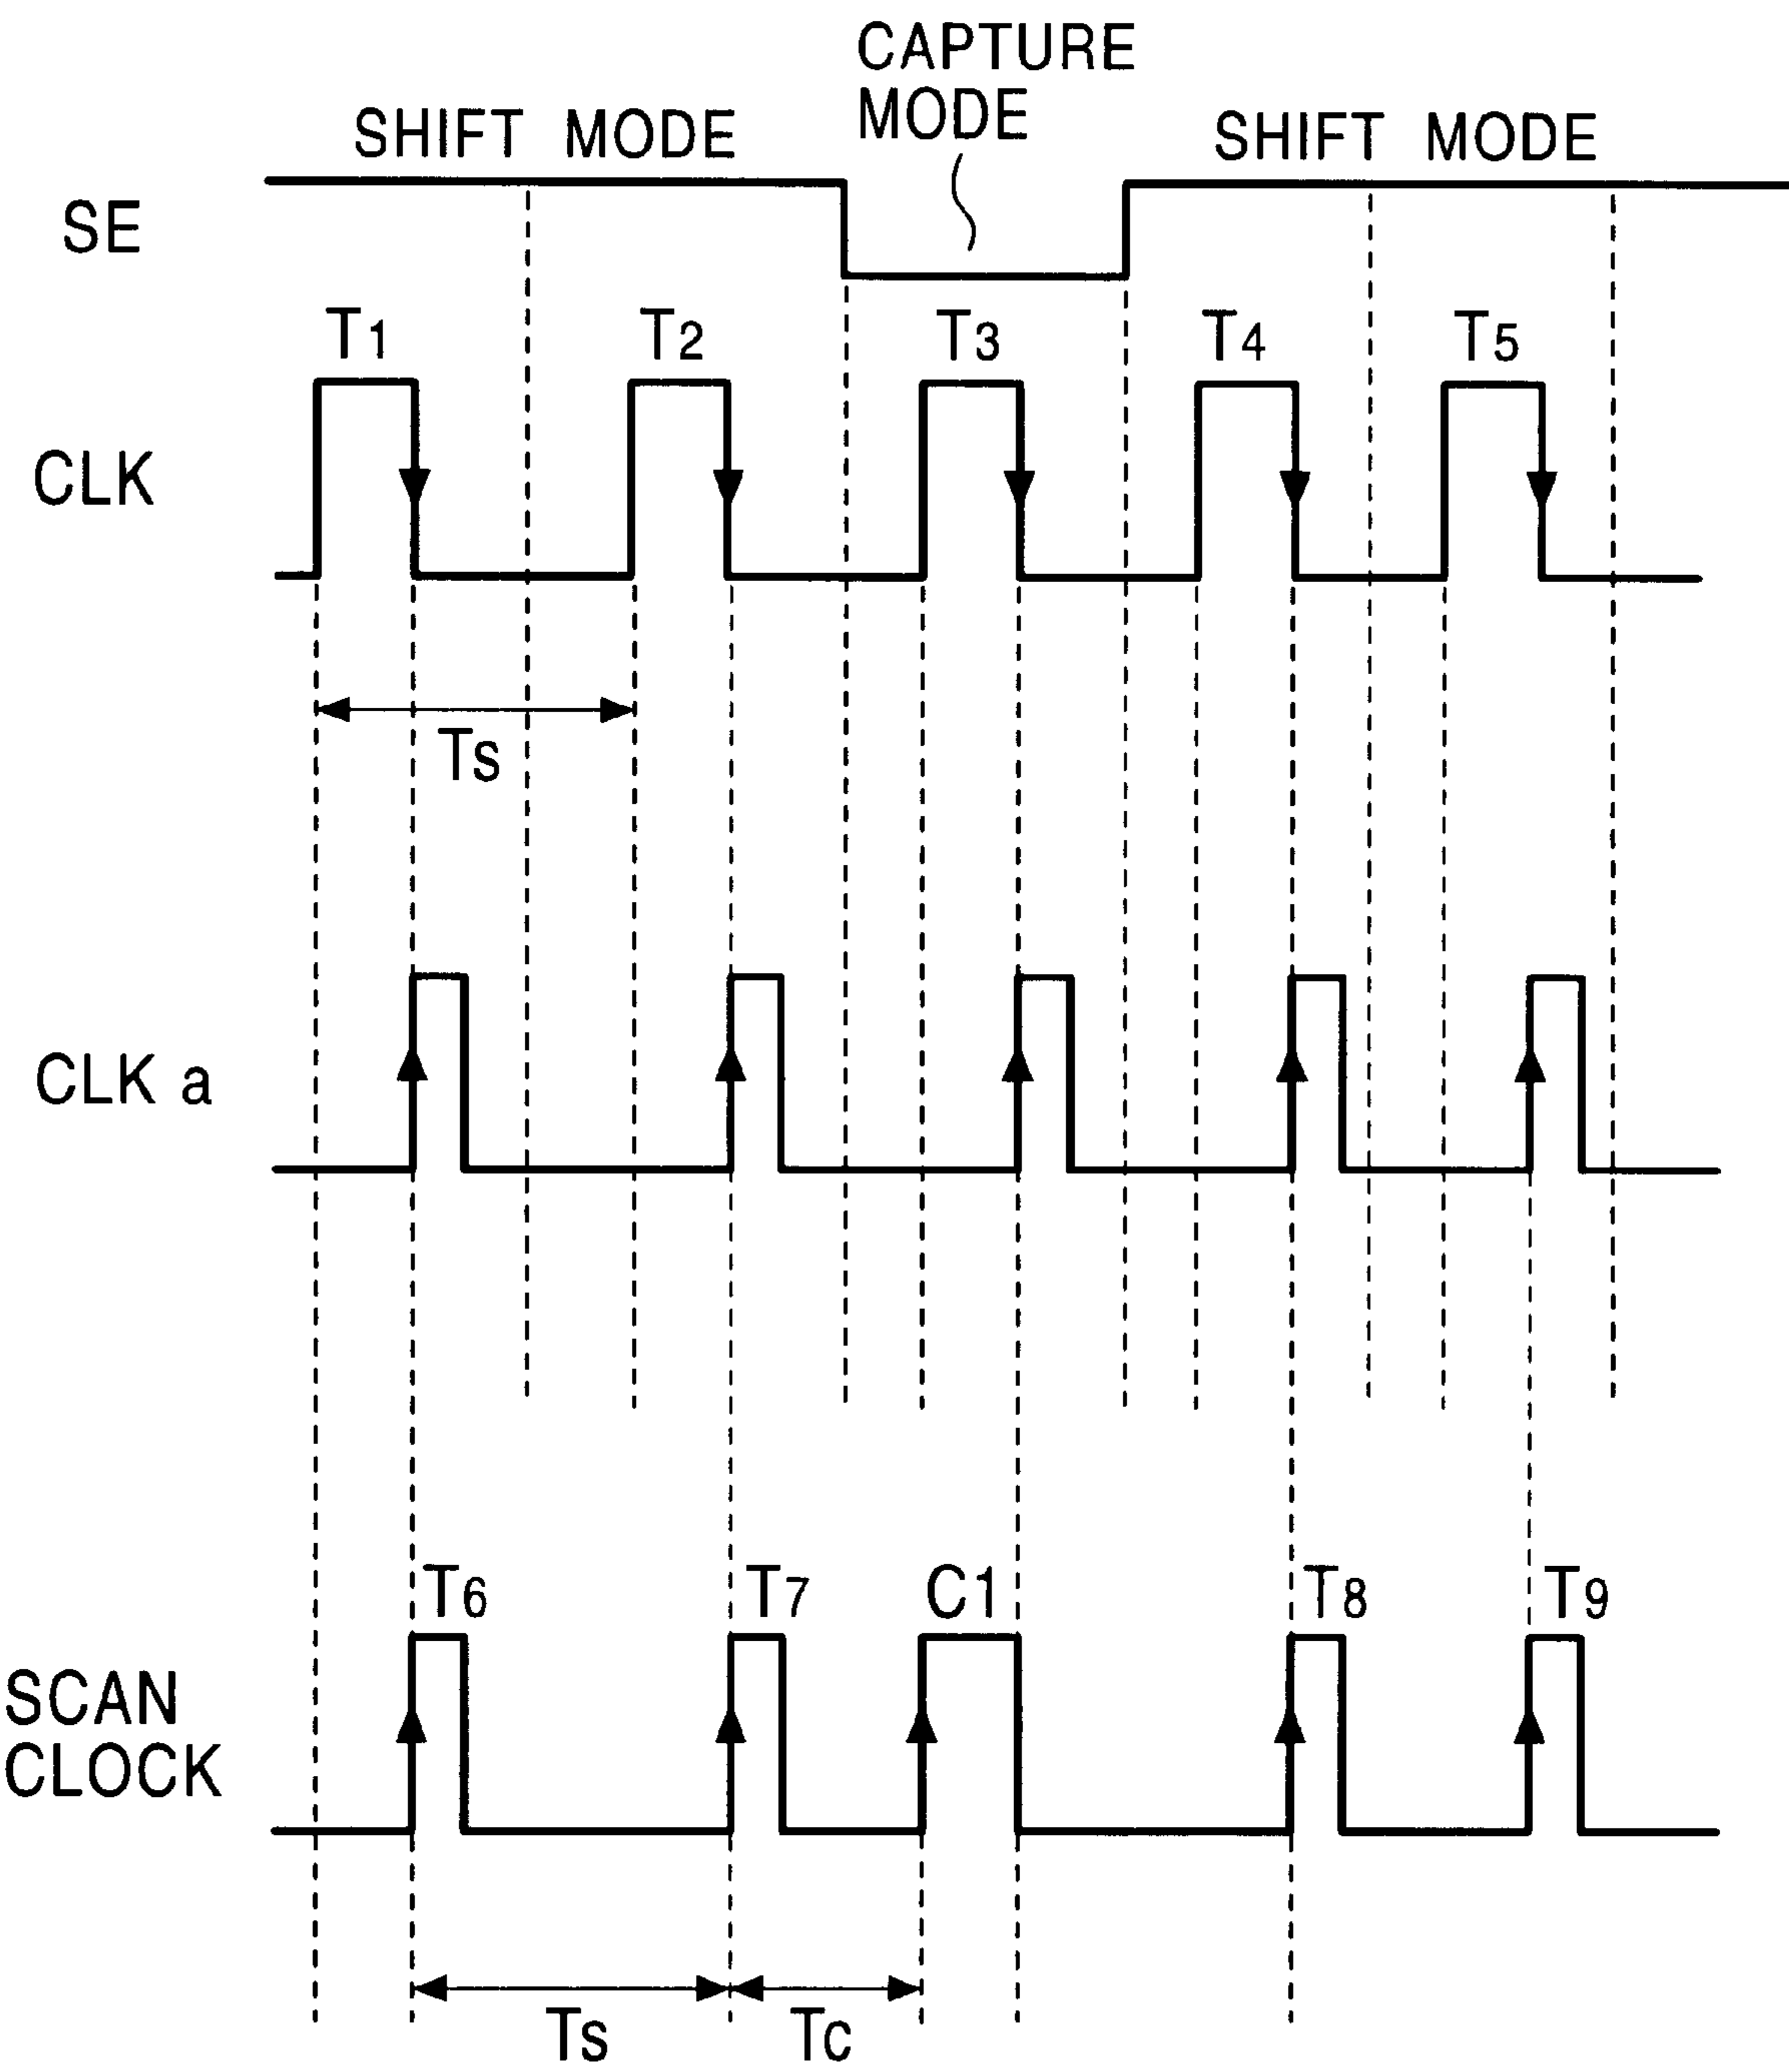 CAPTURE
MODE
SHIFT MODE
SHIFT MODE
SE
T1
T2
T3
T4
T5
CLK
Ts
CLK a
T6
T7
C1
T8
T9
SCAN
CLOCK
Ts
Tc